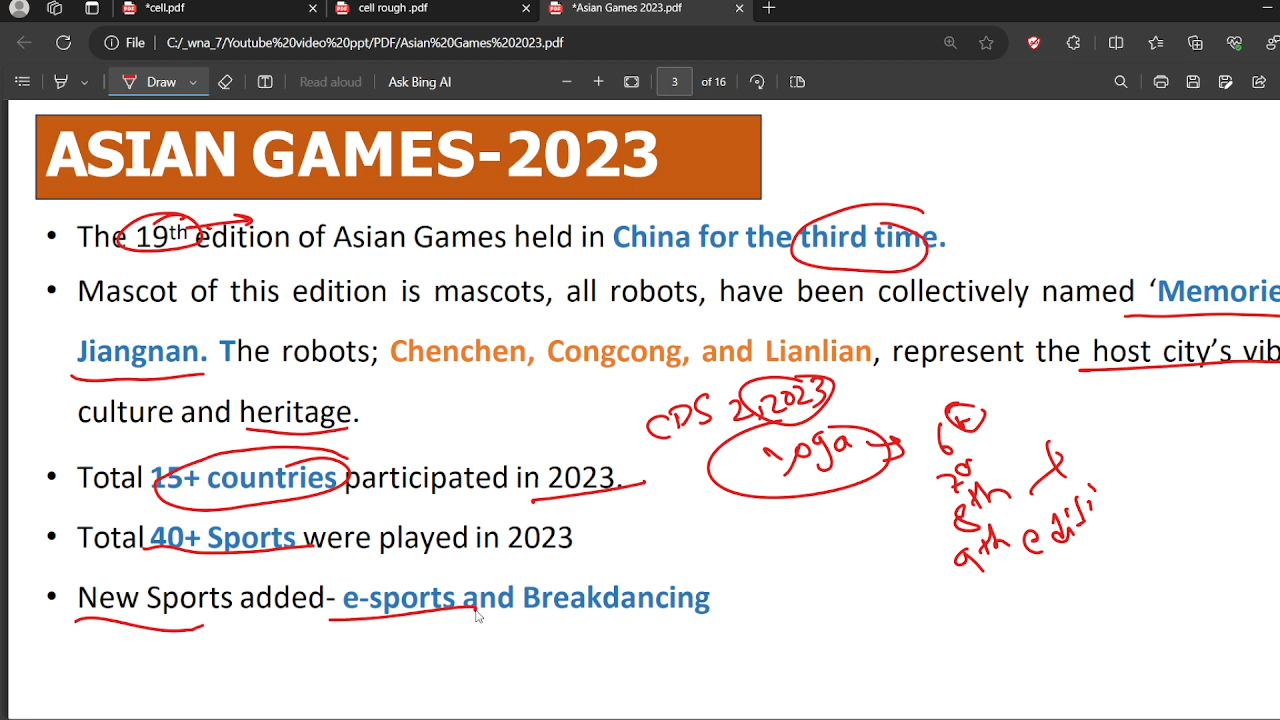 *cell.pdf
cell rough .pdf
*Asian Games 2023.pdf
File
C:/_wna_7/Youtube%20video%20ppt/PDF/Asian%20Games%202023.pdf
Draw
Read aloud
Ask Bing AI
3
of 16
ASIAN GAMES-2023
• The 19th edition of Asian Games held in China for the third time.
• Mascot of this edition is mascots, all robots, have been collectively named ‘Memorie
Jiangnan. The robots; Chenchen, Congcong, and Lianlian, represent the host city’s vib
culture and heritage.
CDS 2, 2023
Yoga
8th
9th
• Total 15+ countries participated in 2023.
• Total 40+ Sports were played in 2023
• New Sports added- e-sports and Breakdancing